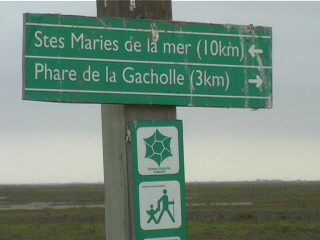 Stes Maries de la mer (10km) ←
Phare de la Gacholle (3km) →